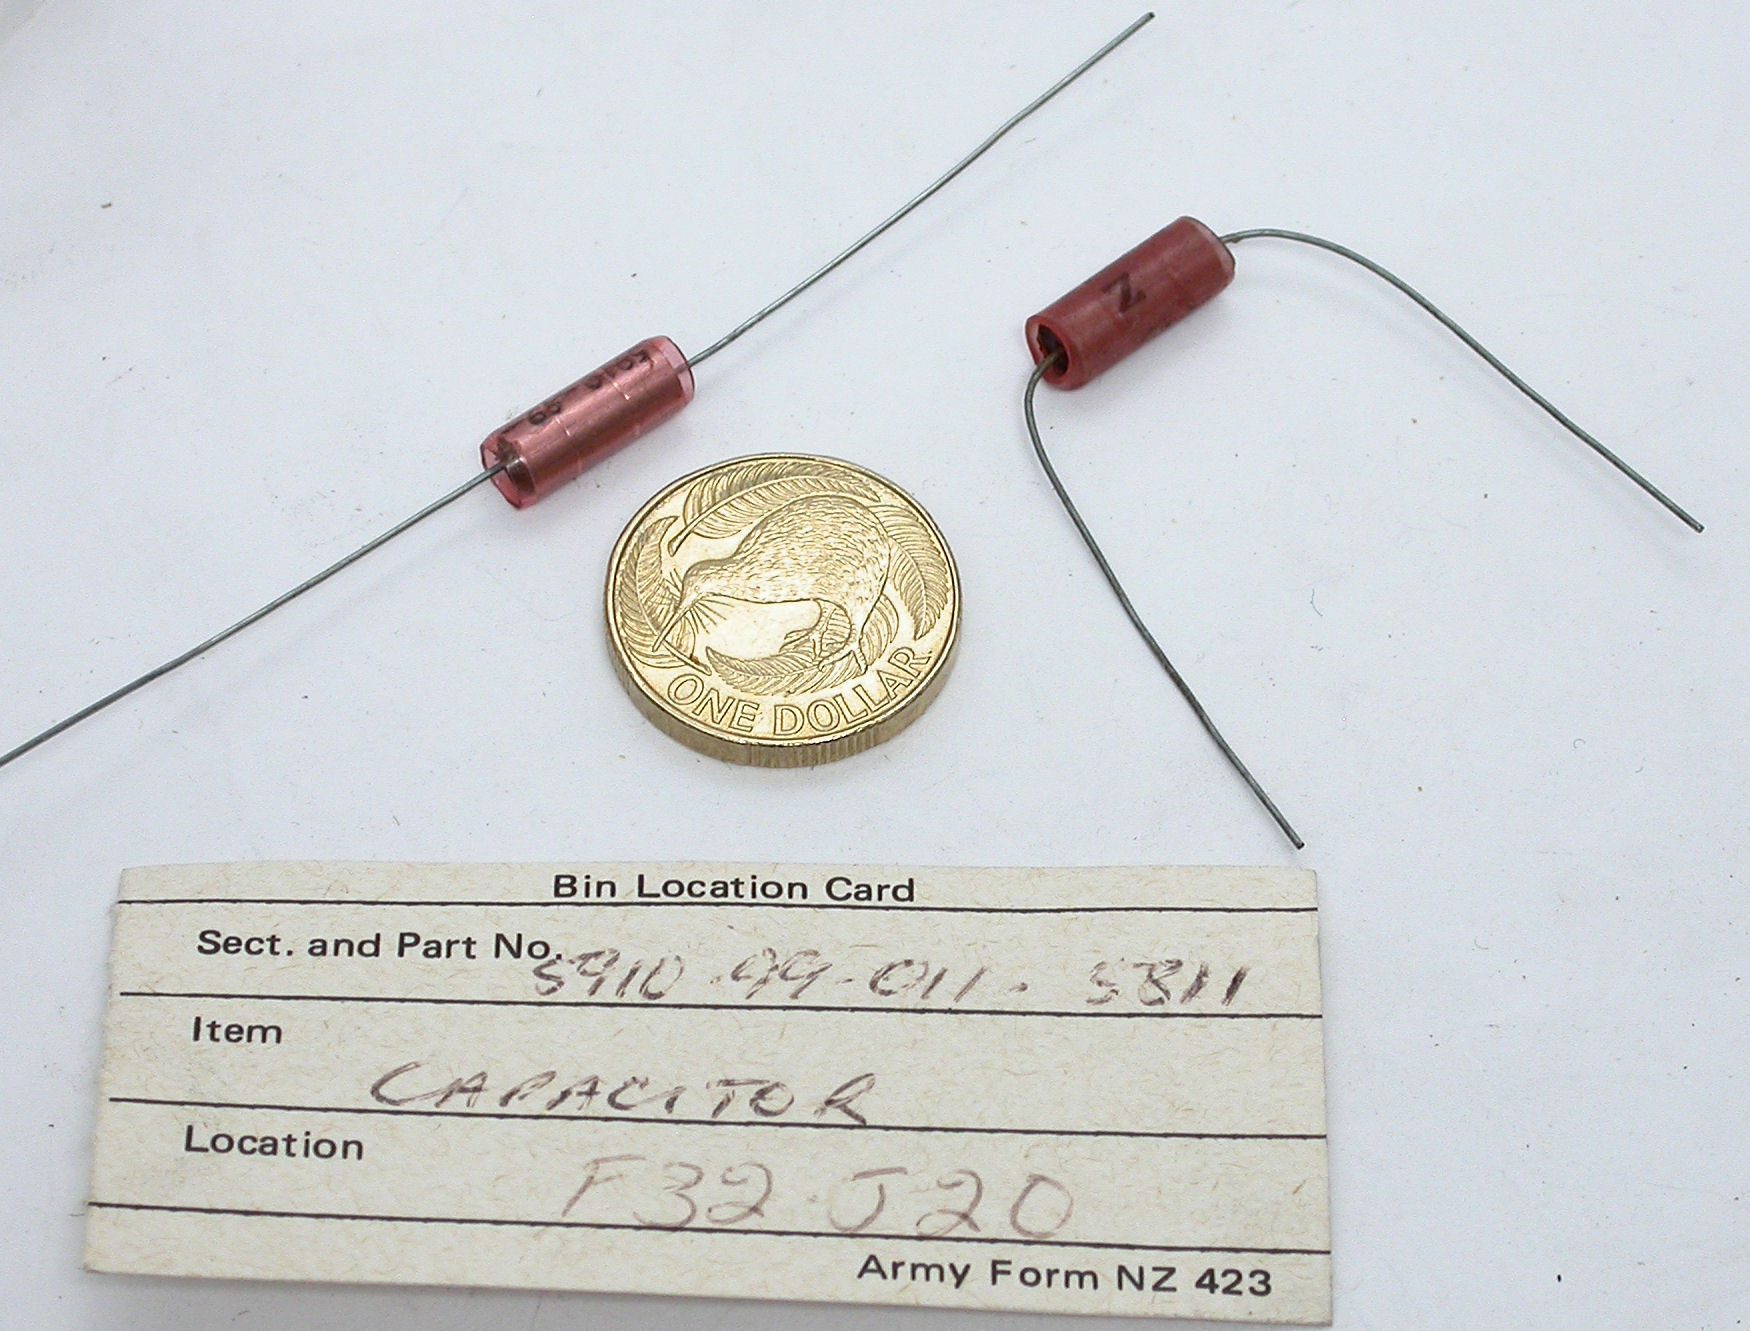 Z
ONE DOLLAR
Bin Location Card
Sect. and Part No. 5910-99-011-5811
Item
CAPACITOR
Location
F32·J20
Army Form NZ 423